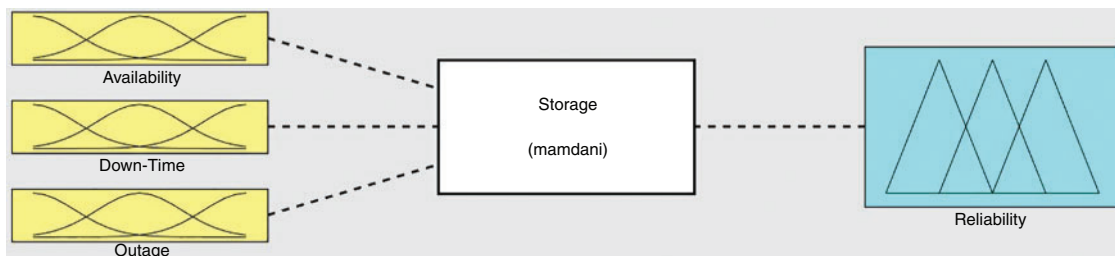 Availability
Down-Time
Outage
Storage
(mamdani)
Reliability